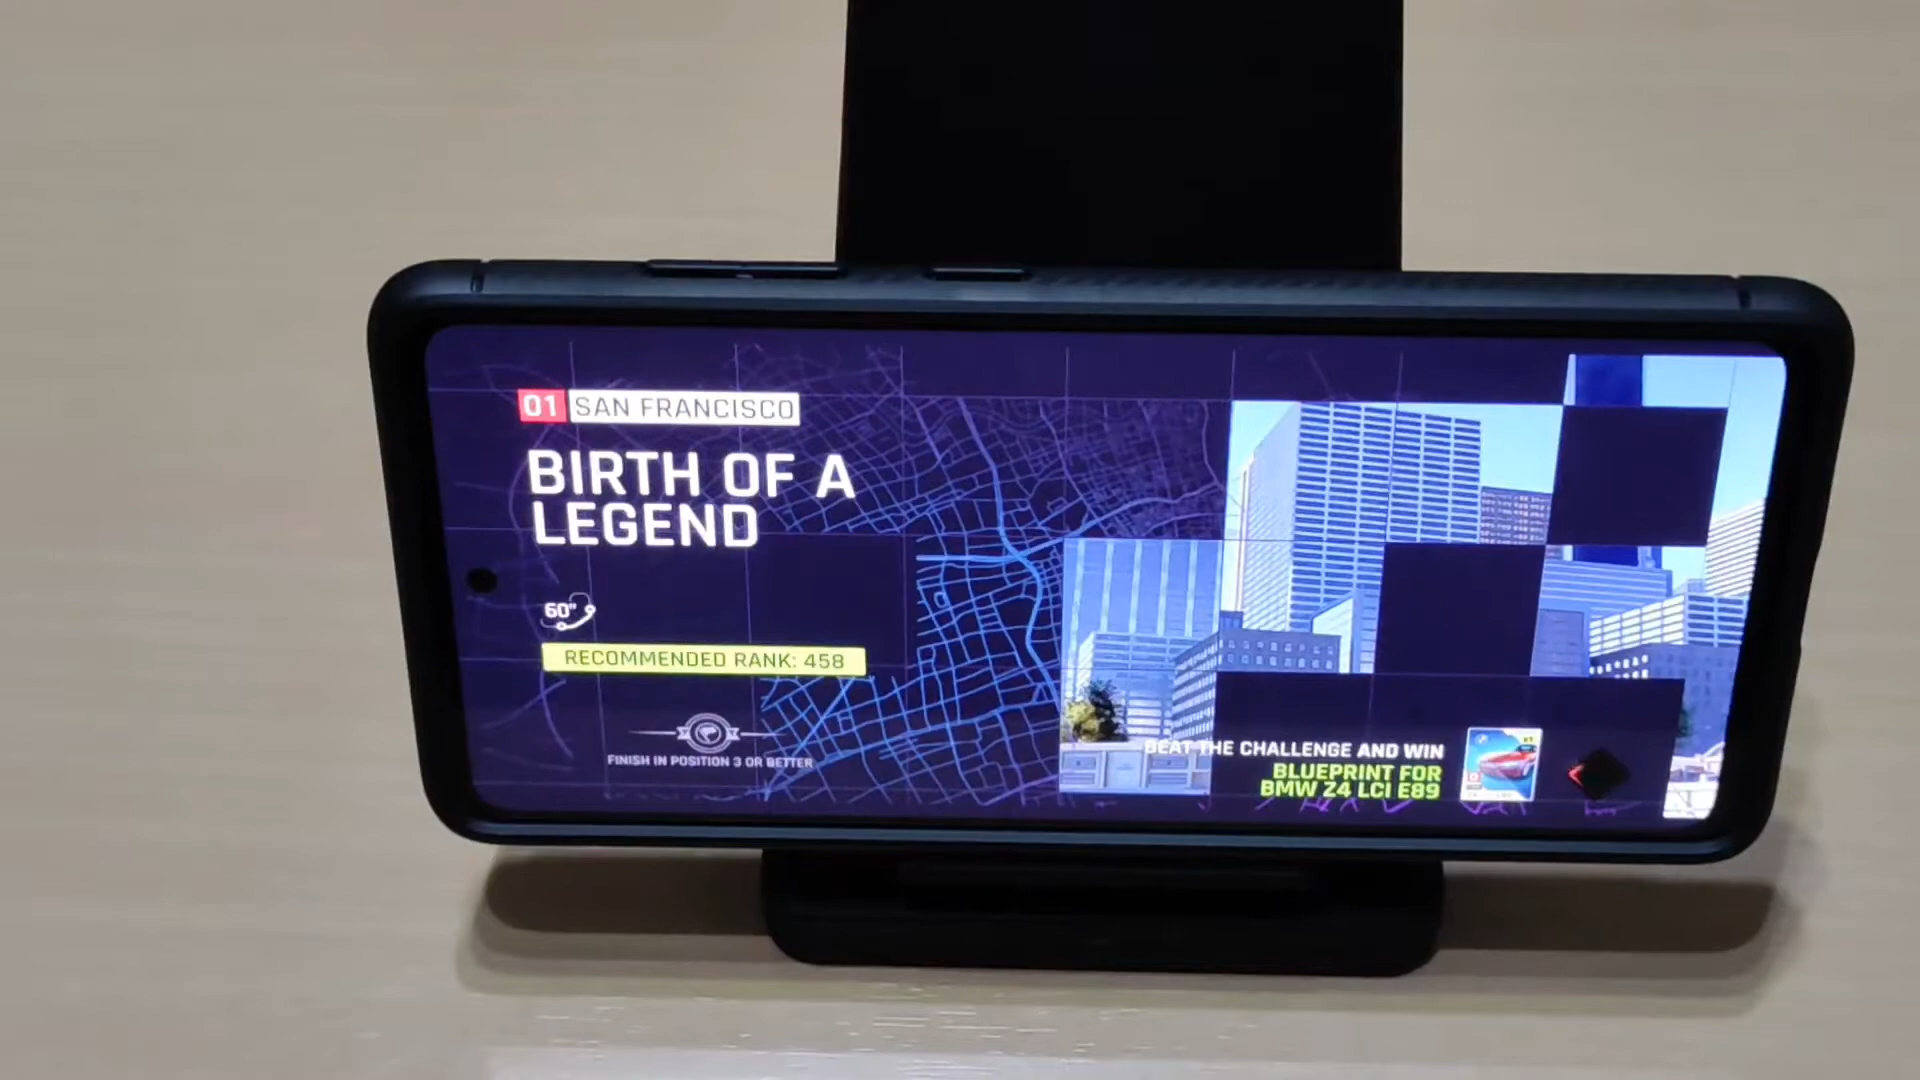 01 SAN FRANCISCO
BIRTH OF A
LEGEND
60"
RECOMMENDED RANK: 458
FINISH IN POSITION 3 OR BETTER
BEAT THE CHALLENGE AND WIN
BLUEPRINT FOR
BMW Z4 LCI E89